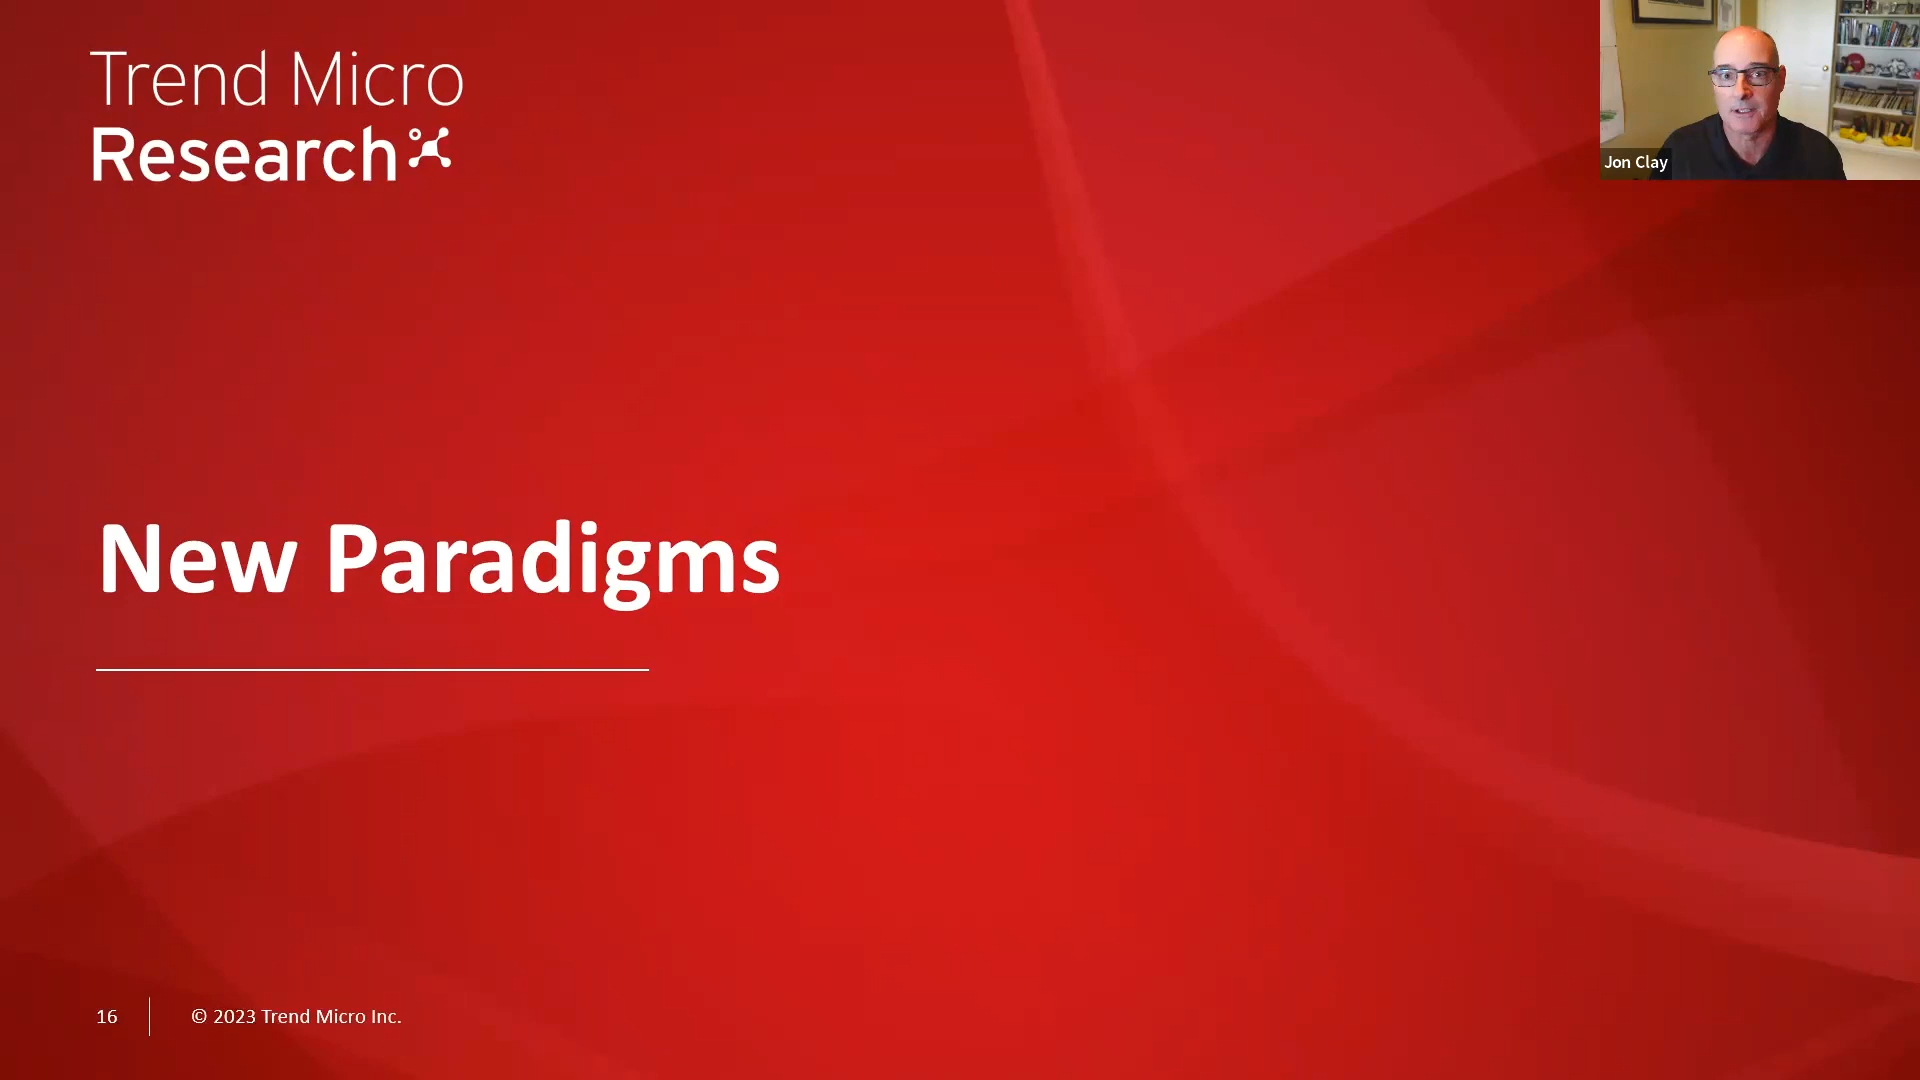 Trend Micro
Research
Jon Clay
New Paradigms
16
© 2023 Trend Micro Inc.